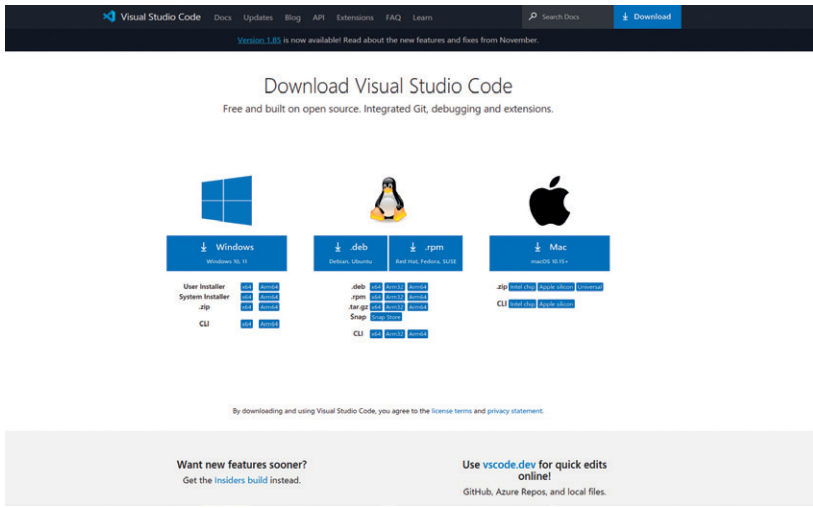 Visual Studio Code Docs Updates Blog API Extensions FAQ Learn Search Docs Download
Version 1.85 is now available! Read about the new features and fixes from November.
Download Visual Studio Code
Free and built on open source. Integrated Git, debugging and extensions.
Windows
Windows 10, 11
User Installer x64 Arm64
System Installer x64 Arm64
.zip x64 Arm64
CLI x64 Arm64
.deb
Debian, Ubuntu
.rpm
Red Hat, Fedora, SUSE
.deb x64 Arm32 Arm64
.rpm x64 Arm32 Arm64
.tar.gz x64 Arm32 Arm64
Snap Snap Store
CLI x64 Arm32 Arm64
Mac
macOS 10.15+
.zip Intel chip Apple silicon Universal
CLI Intel chip Apple silicon
By downloading and using Visual Studio Code, you agree to the license terms and privacy statement.
Want new features sooner?
Get the Insiders build instead.
Use vscode.dev for quick edits
online!
GitHub, Azure Repos, and local files.